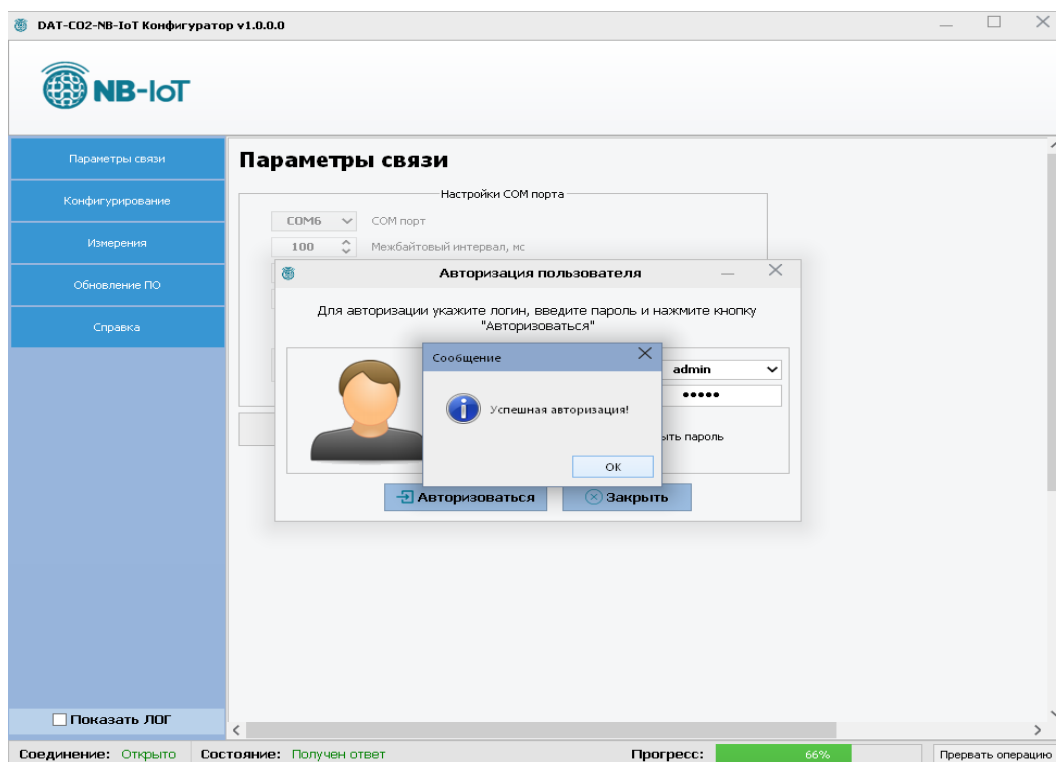 DAT-CO2-NB-IoT Конфигуратор v1.0.0.0
NB-IoT
Параметры связи
Конфигурирование
Измерения
Обновление ПО
Справка
Показать ЛОГ
Параметры связи
Настройки COM порта
COM6 COM порт
100 Межбайтовый интервал, мс
Авторизация пользователя
Для авторизации укажите логин, введите пароль и нажмите кнопку
"Авторизоваться"
admin
•••••
ыть пароль
Сообщение
Успешная авторизация!
OK
Авторизоваться
Закрыть
Соединение: Открыто Состояние: Получен ответ Прогресс: 66% Прервать операцию